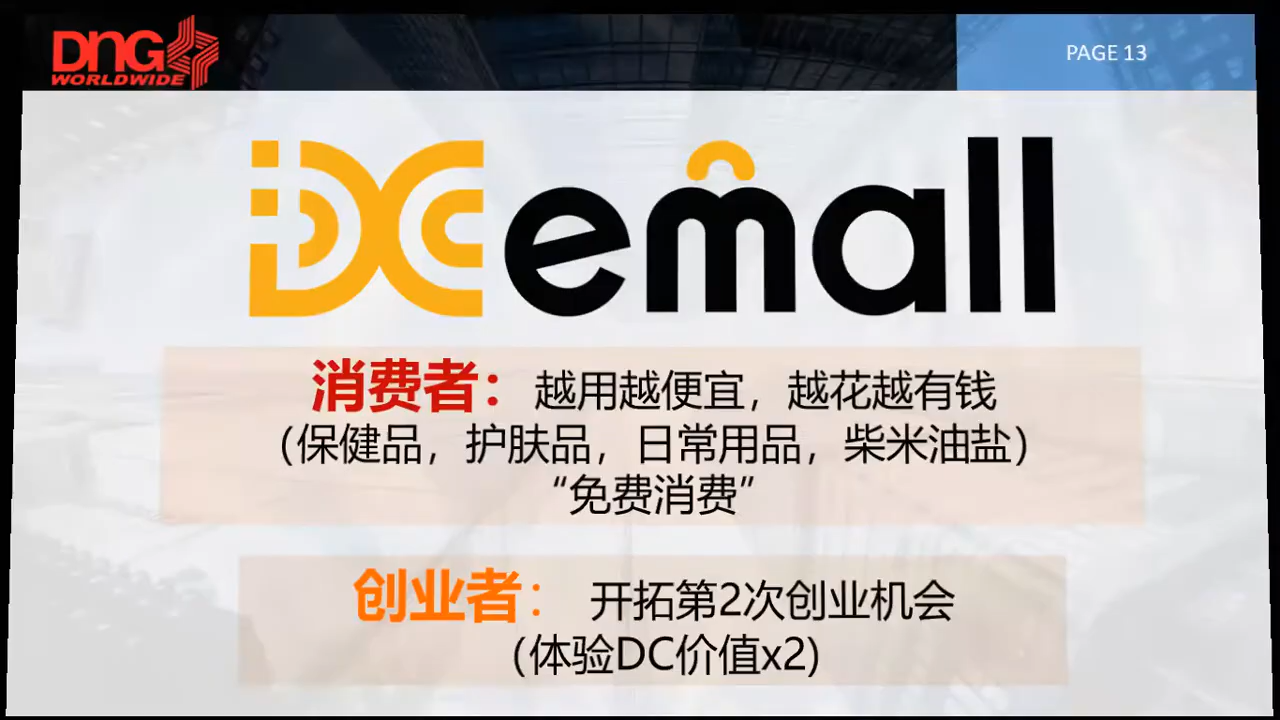 DNG
WORLDWIDE
PAGE 13
DC emall
消费者：越用越便宜，越花越有钱
（保健品，护肤品，日常用品，柴米油盐）
“免费消费”
创业者： 开拓第2次创业机会
(体验DC价值x2)